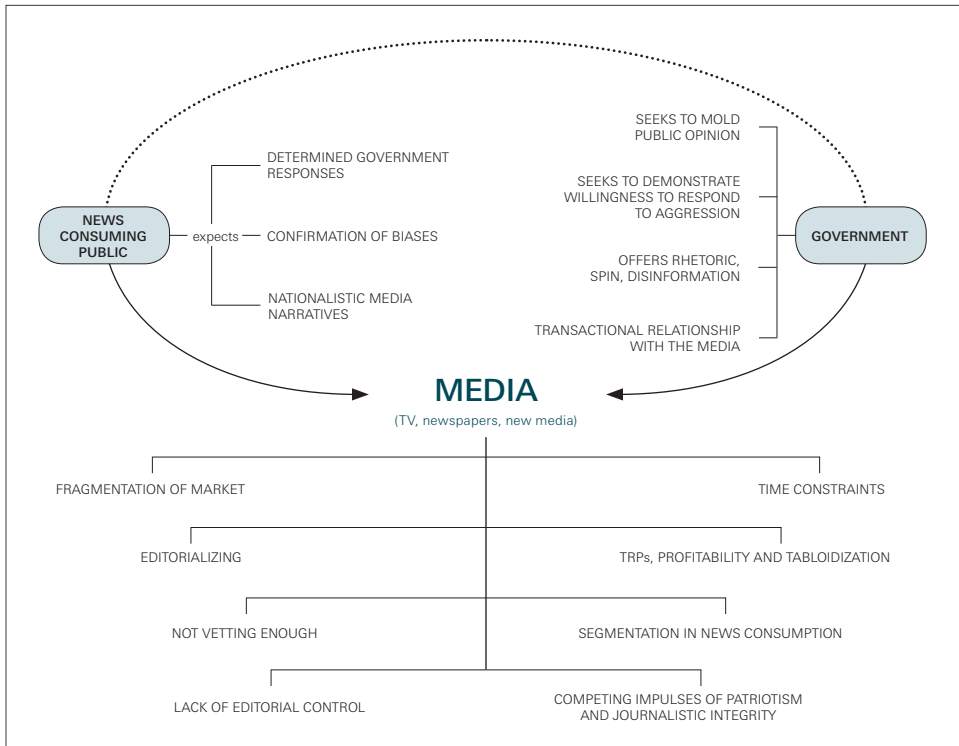 SEEKS TO MOLD
PUBLIC OPINION
DETERMINED GOVERNMENT
RESPONSES
SEEKS TO DEMONSTRATE
WILLINGNESS TO RESPOND
TO AGGRESSION
NEWS
CONSUMING
PUBLIC
expects
CONFIRMATION OF BIASES
GOVERNMENT
OFFERS RHETORIC,
SPIN, DISINFORMATION
NATIONALISTIC MEDIA
NARRATIVES
TRANSACTIONAL RELATIONSHIP
WITH THE MEDIA
MEDIA
(TV, newspapers, new media)
FRAGMENTATION OF MARKET
TIME CONSTRAINTS
EDITORIALIZING
TRPs, PROFITABILITY AND TABLOIDIZATION
NOT VETTING ENOUGH
SEGMENTATION IN NEWS CONSUMPTION
LACK OF EDITORIAL CONTROL
COMPETING IMPULSES OF PATRIOTISM
AND JOURNALISTIC INTEGRITY